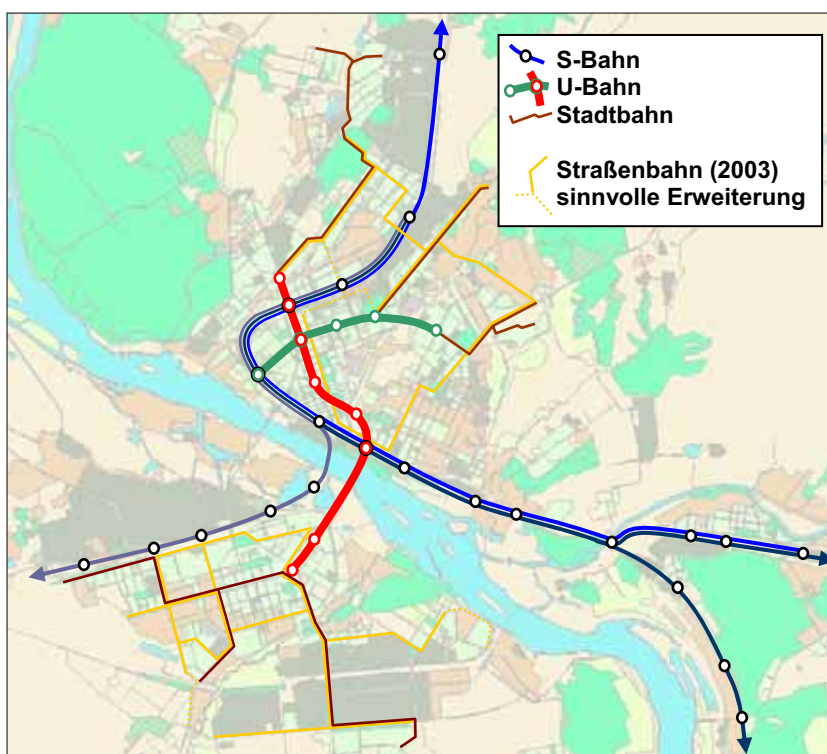 S-Bahn
U-Bahn
Stadtbahn
Straßenbahn (2003)
sinnvolle Erweiterung